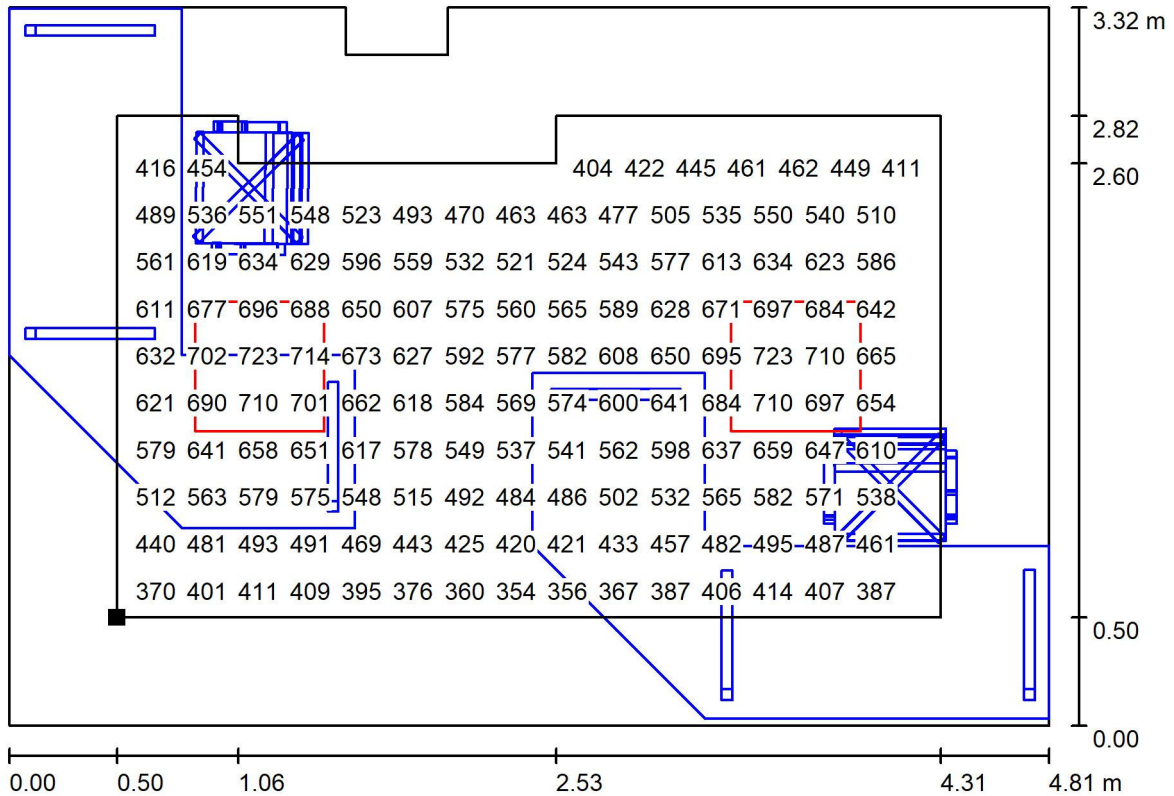 3.32 m
2.82
2.60
416 454 404 422 445 461 462 449 411
489 536 551 548 523 493 470 463 463 477 505 535 550 540 510
561 619 634 629 596 559 532 521 524 543 577 613 634 623 586
611 677 696 688 650 607 575 560 565 589 628 671 697 684 642
632 702 723 714 673 627 592 577 582 608 650 695 723 710 665
621 690 710 701 662 618 584 569 574 600 641 684 710 697 654
579 641 658 651 617 578 549 537 541 562 598 637 659 647 610
512 563 579 575 548 515 492 484 486 502 532 565 582 571 538
440 481 493 491 469 443 425 420 421 433 457 482 495 487 461
370 401 411 409 395 376 360 354 356 367 387 406 414 407 387
0.50
0.00
0.00 0.50 1.06 2.53 4.31 4.81 m